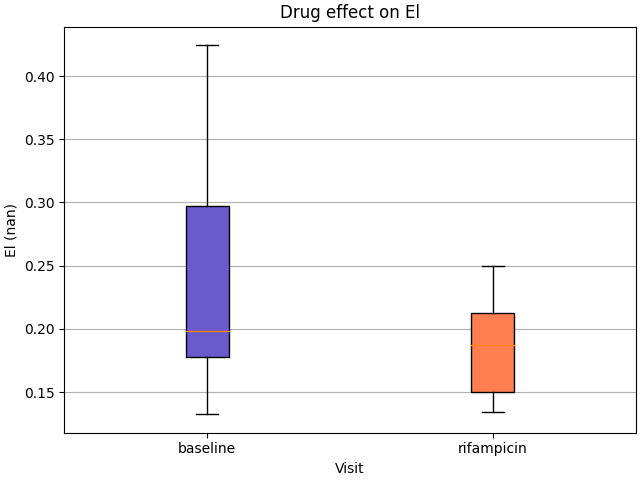 Drug effect on El
0.40
0.35
0.30
0.25
0.20
0.15
El (nan)
baseline
rifampicin
Visit